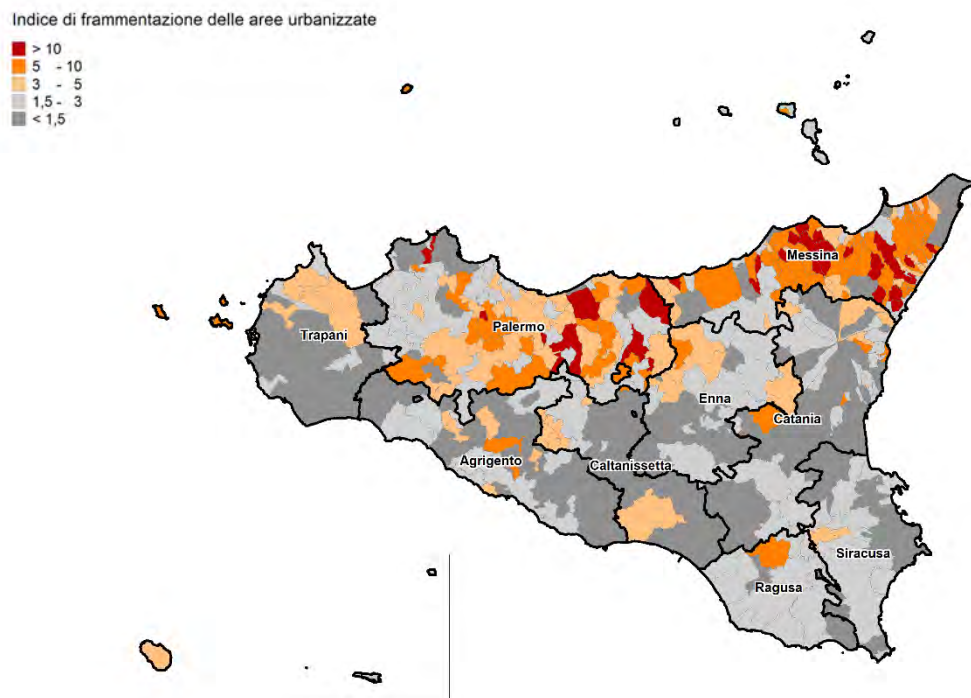 Indice di frammentazione delle aree urbanizzate
> 10
5 - 10
3 - 5
1,5 - 3
< 1,5
Messina
Palermo
Trapani
Enna
Catania
Agrigento
Caltanissetta
Siracusa
Ragusa